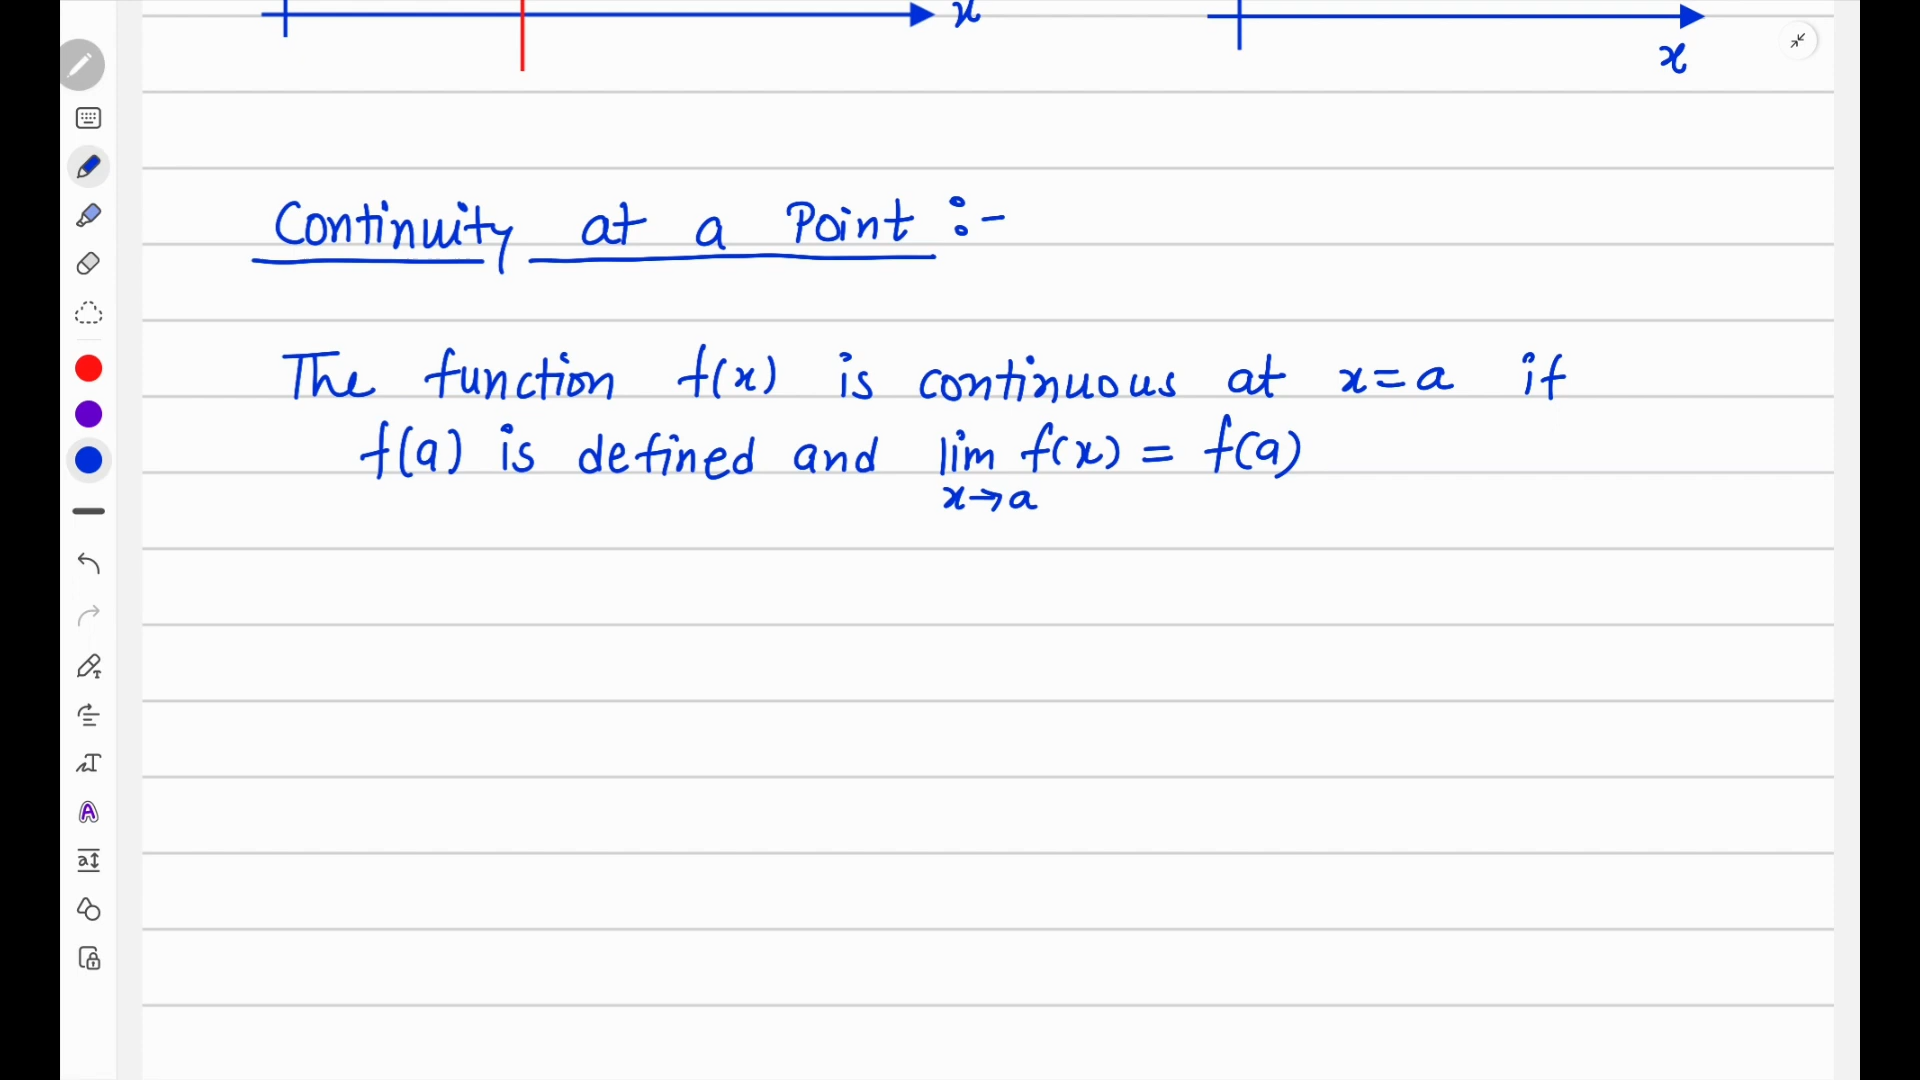 x
x
Continuity at a Point :-
The function f(x) is continuous at x=a if
f(a) is defined and lim f(x) = f(a)
x→a